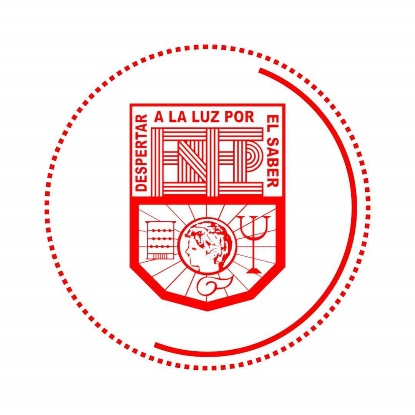 DESPERTAR
A LA LUZ POR
EL SABER
ENP